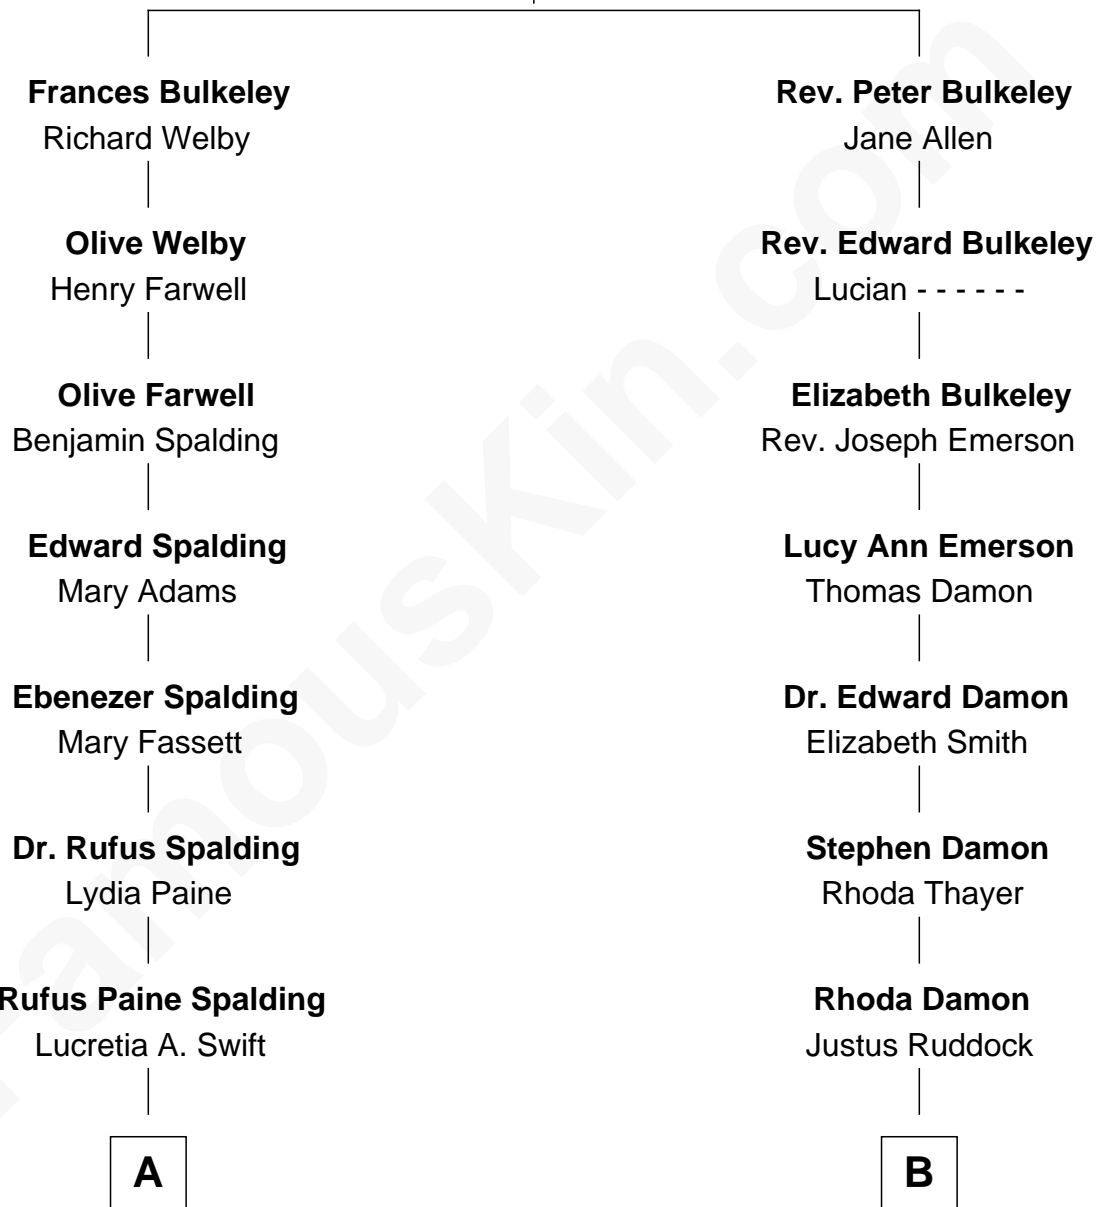 Frances Bulkeley
Richard Welby
Olive Welby
Henry Farwell
Olive Farwell
Benjamin Spalding
Edward Spalding
Mary Adams
Ebenezer Spalding
Mary Fassett
Dr. Rufus Spalding
Lydia Paine
Rufus Paine Spalding
Lucretia A. Swift
A
Rev. Peter Bulkeley
Jane Allen
Rev. Edward Bulkeley
Lucian - - - - - -
Elizabeth Bulkeley
Rev. Joseph Emerson
Lucy Ann Emerson
Thomas Damon
Dr. Edward Damon
Elizabeth Smith
Stephen Damon
Rhoda Thayer
Rhoda Damon
Justus Ruddock
B
FamousKin.com